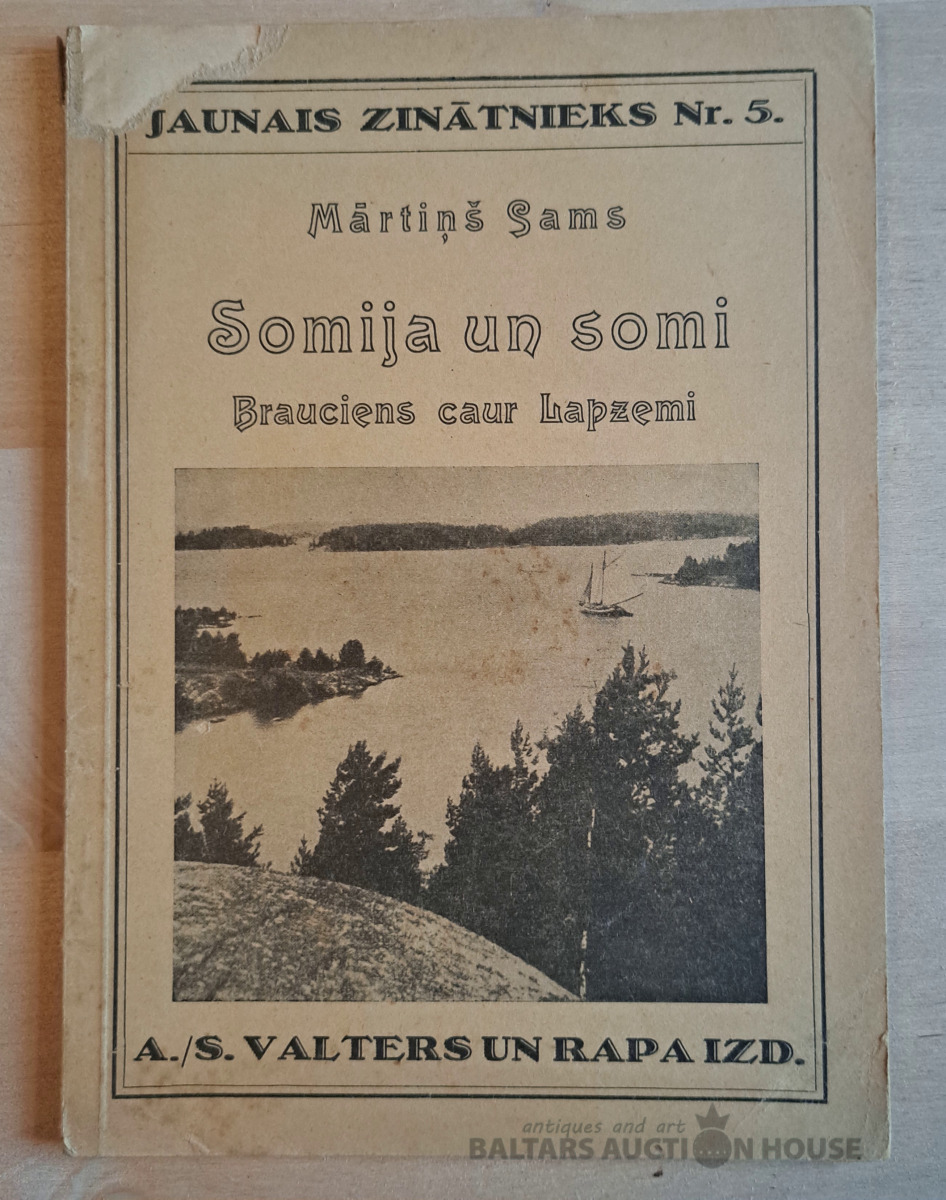 JAUNAIS ZINĀTNIEKS Nr. 5.
Mārtiņš Sams
Somija un somi
Brauciens caur Lapzemi
A./S. VALTERS UN RAPA IZD.
antiques and art
BALTARS AUCTION HOUSE